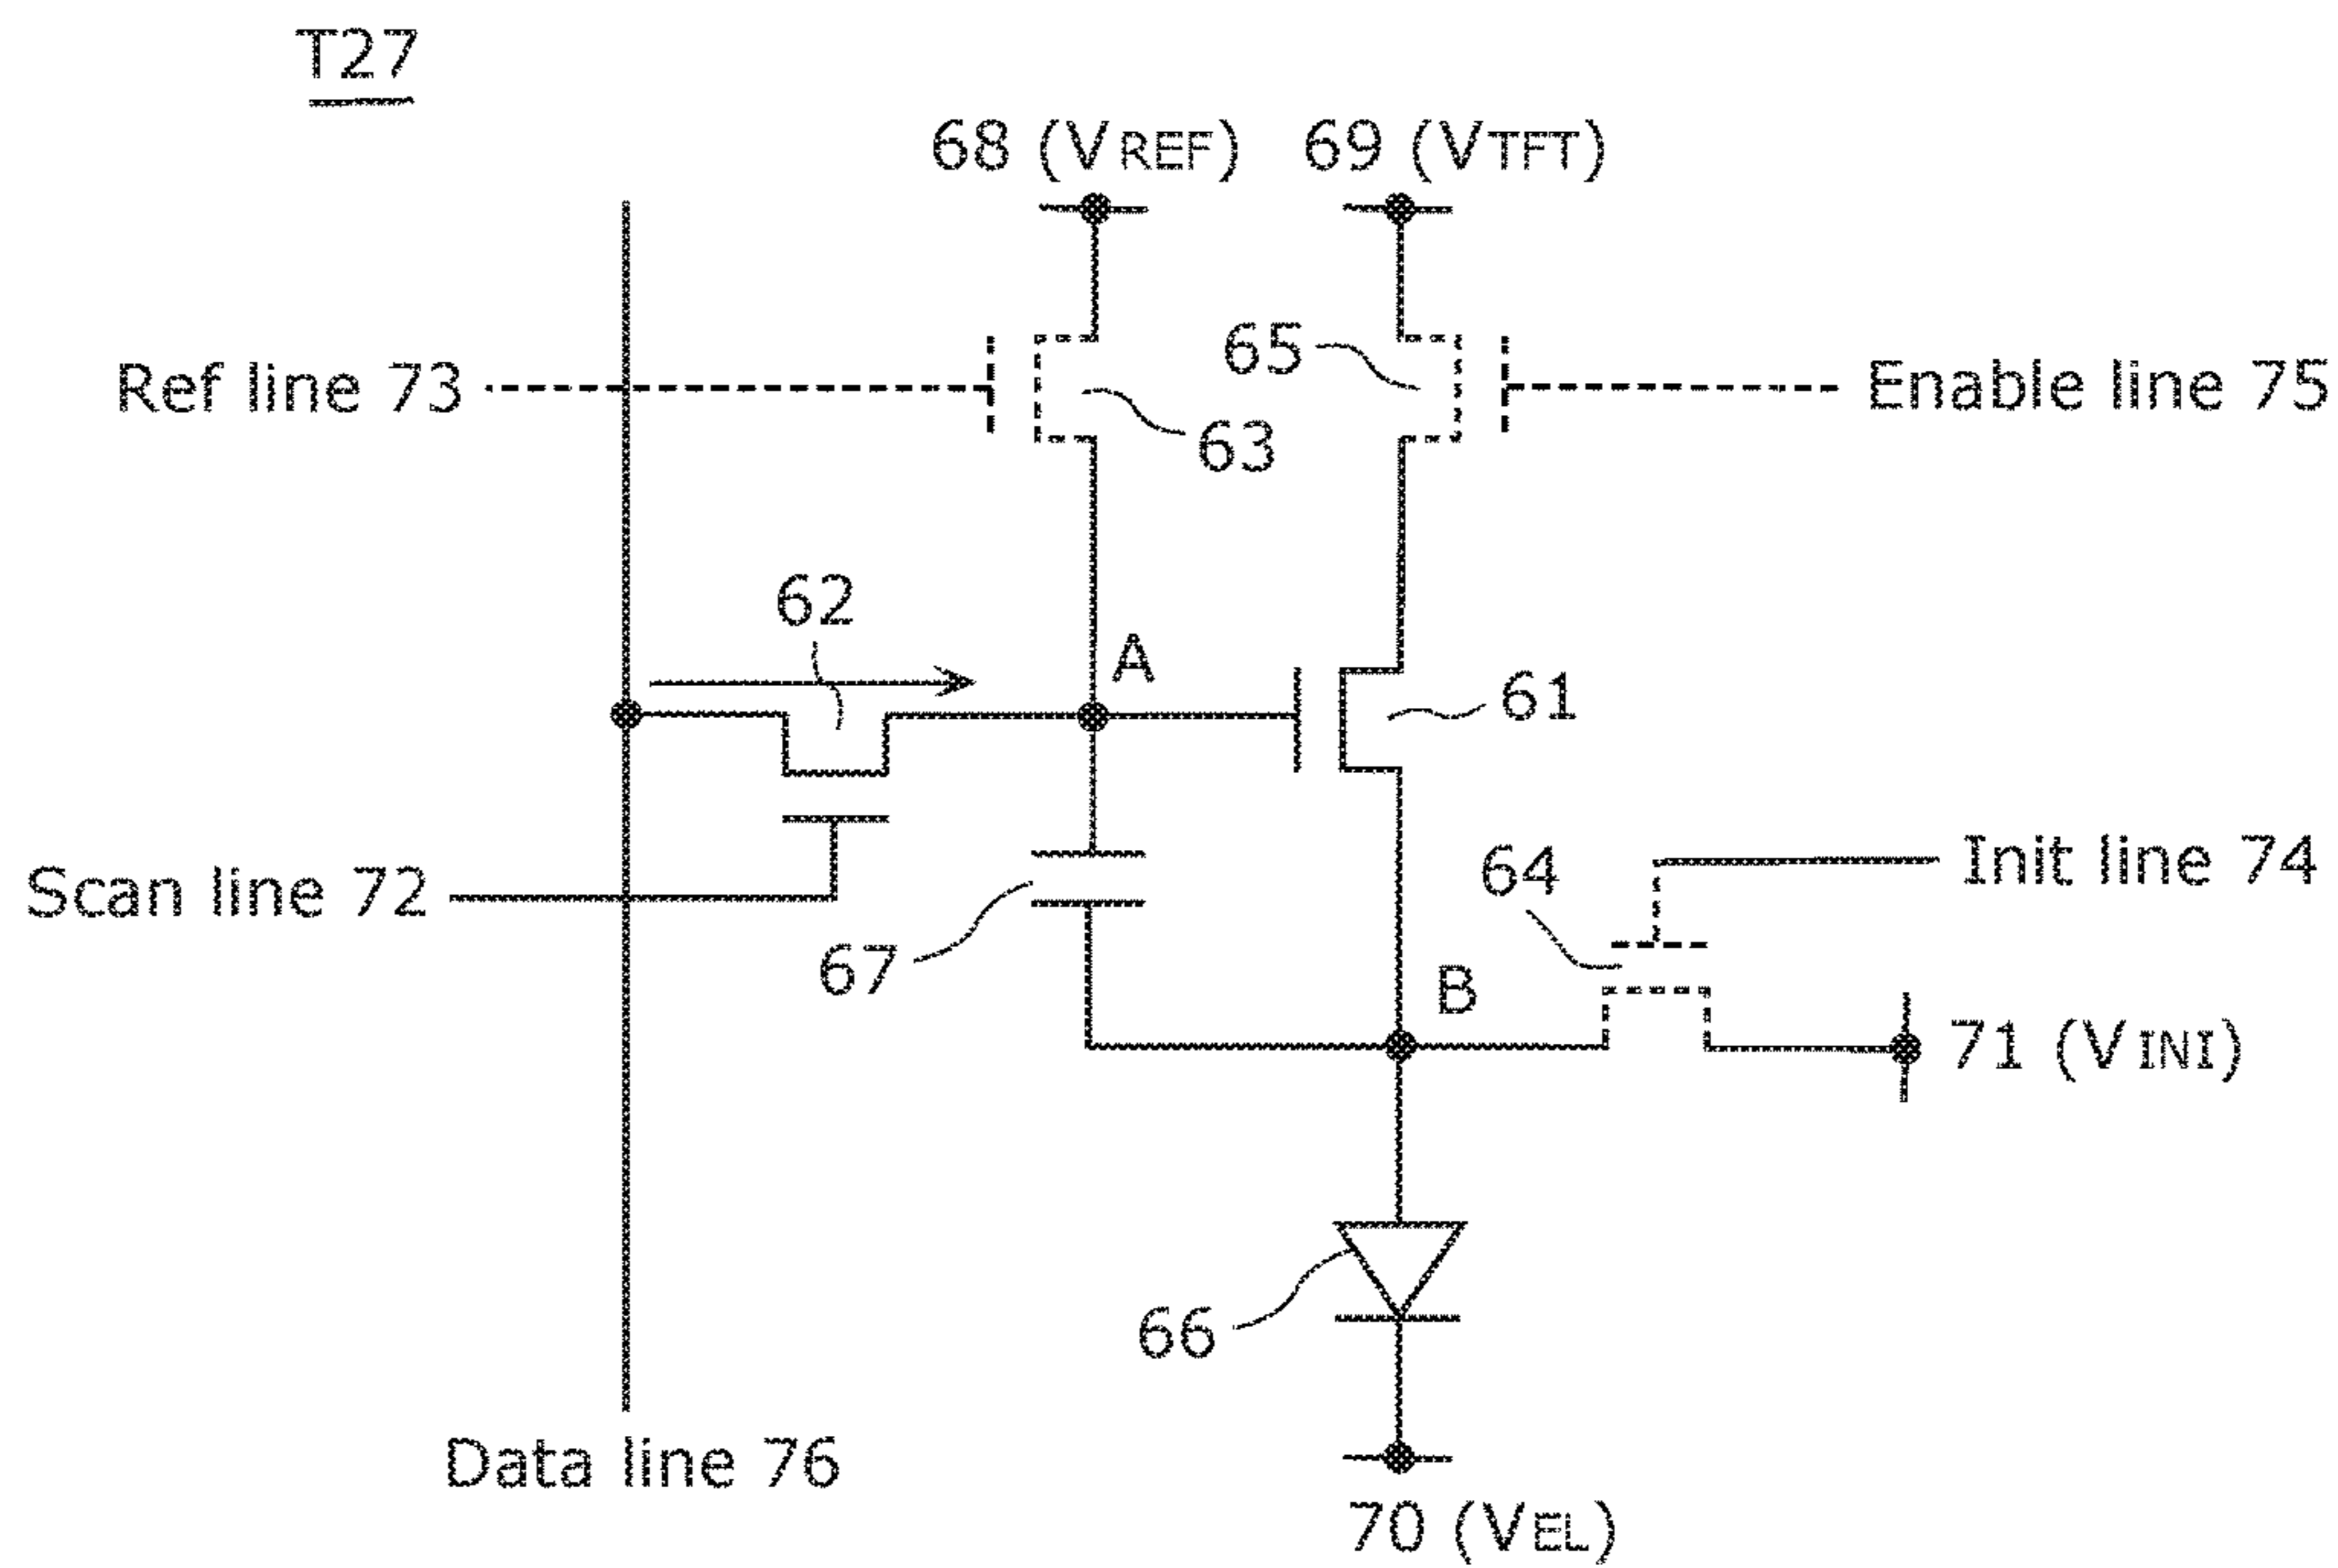 T27
68 (VREF)
69 (VTFT)
Ref line 73
65
Enable line 75
63
62
A
61
Scan line 72
67
64
Init line 74
B
71 (VINI)
66
Data line 76
70 (VEL)